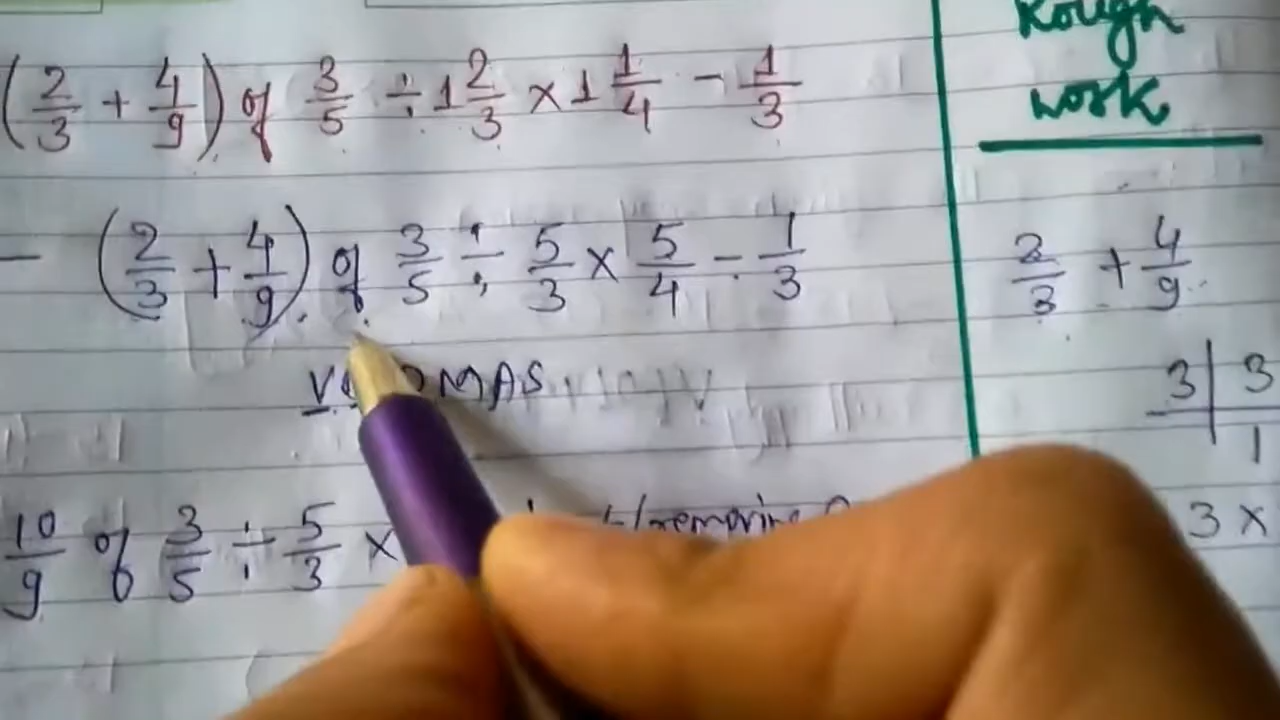 (2/3 + 4/9) of 3/5 ÷ 1 2/3 × 1 1/4 - 1/3
Rough
work
- (2/3 + 4/9) of 3/5 ÷ 5/3 × 5/4 - 1/3
2/3 + 4/9
3 | 3
1
10/9 of 3/5 ÷ 5/3 ×
3 ×